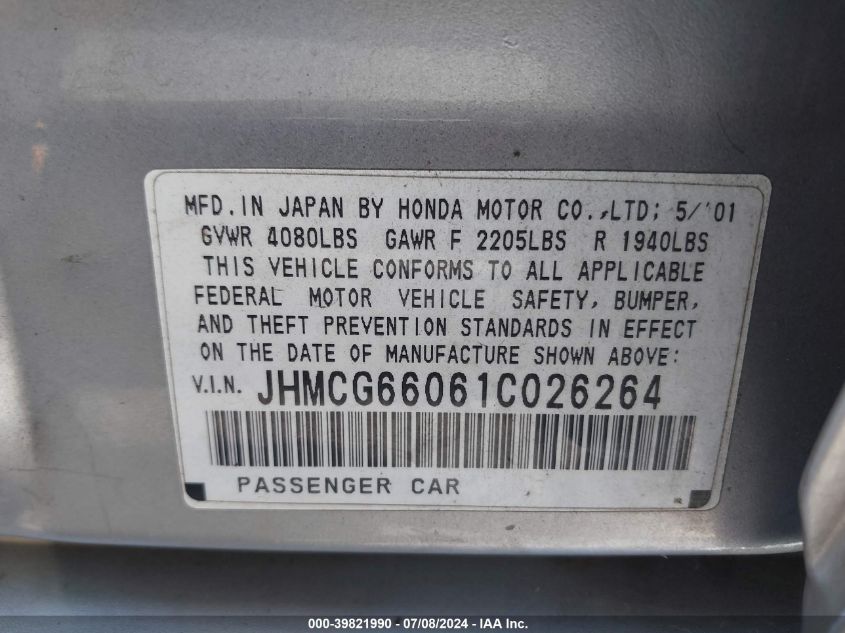 MFD.IN JAPAN BY HONDA MOTOR CO.,LTD; 5/'01
GVWR 4080LBS GAWR F 2205LBS R 1940LBS
THIS VEHICLE CONFORMS TO ALL APPLICABLE
FEDERAL MOTOR VEHICLE SAFETY, BUMPER,
AND THEFT PREVENTION STANDARDS IN EFFECT
ON THE DATE OF MANUFACTURE SHOWN ABOVE:
V.I.N. JHMCG66061C026264
PASSENGER CAR
000-39821990 - 07/08/2024 - IAA Inc.